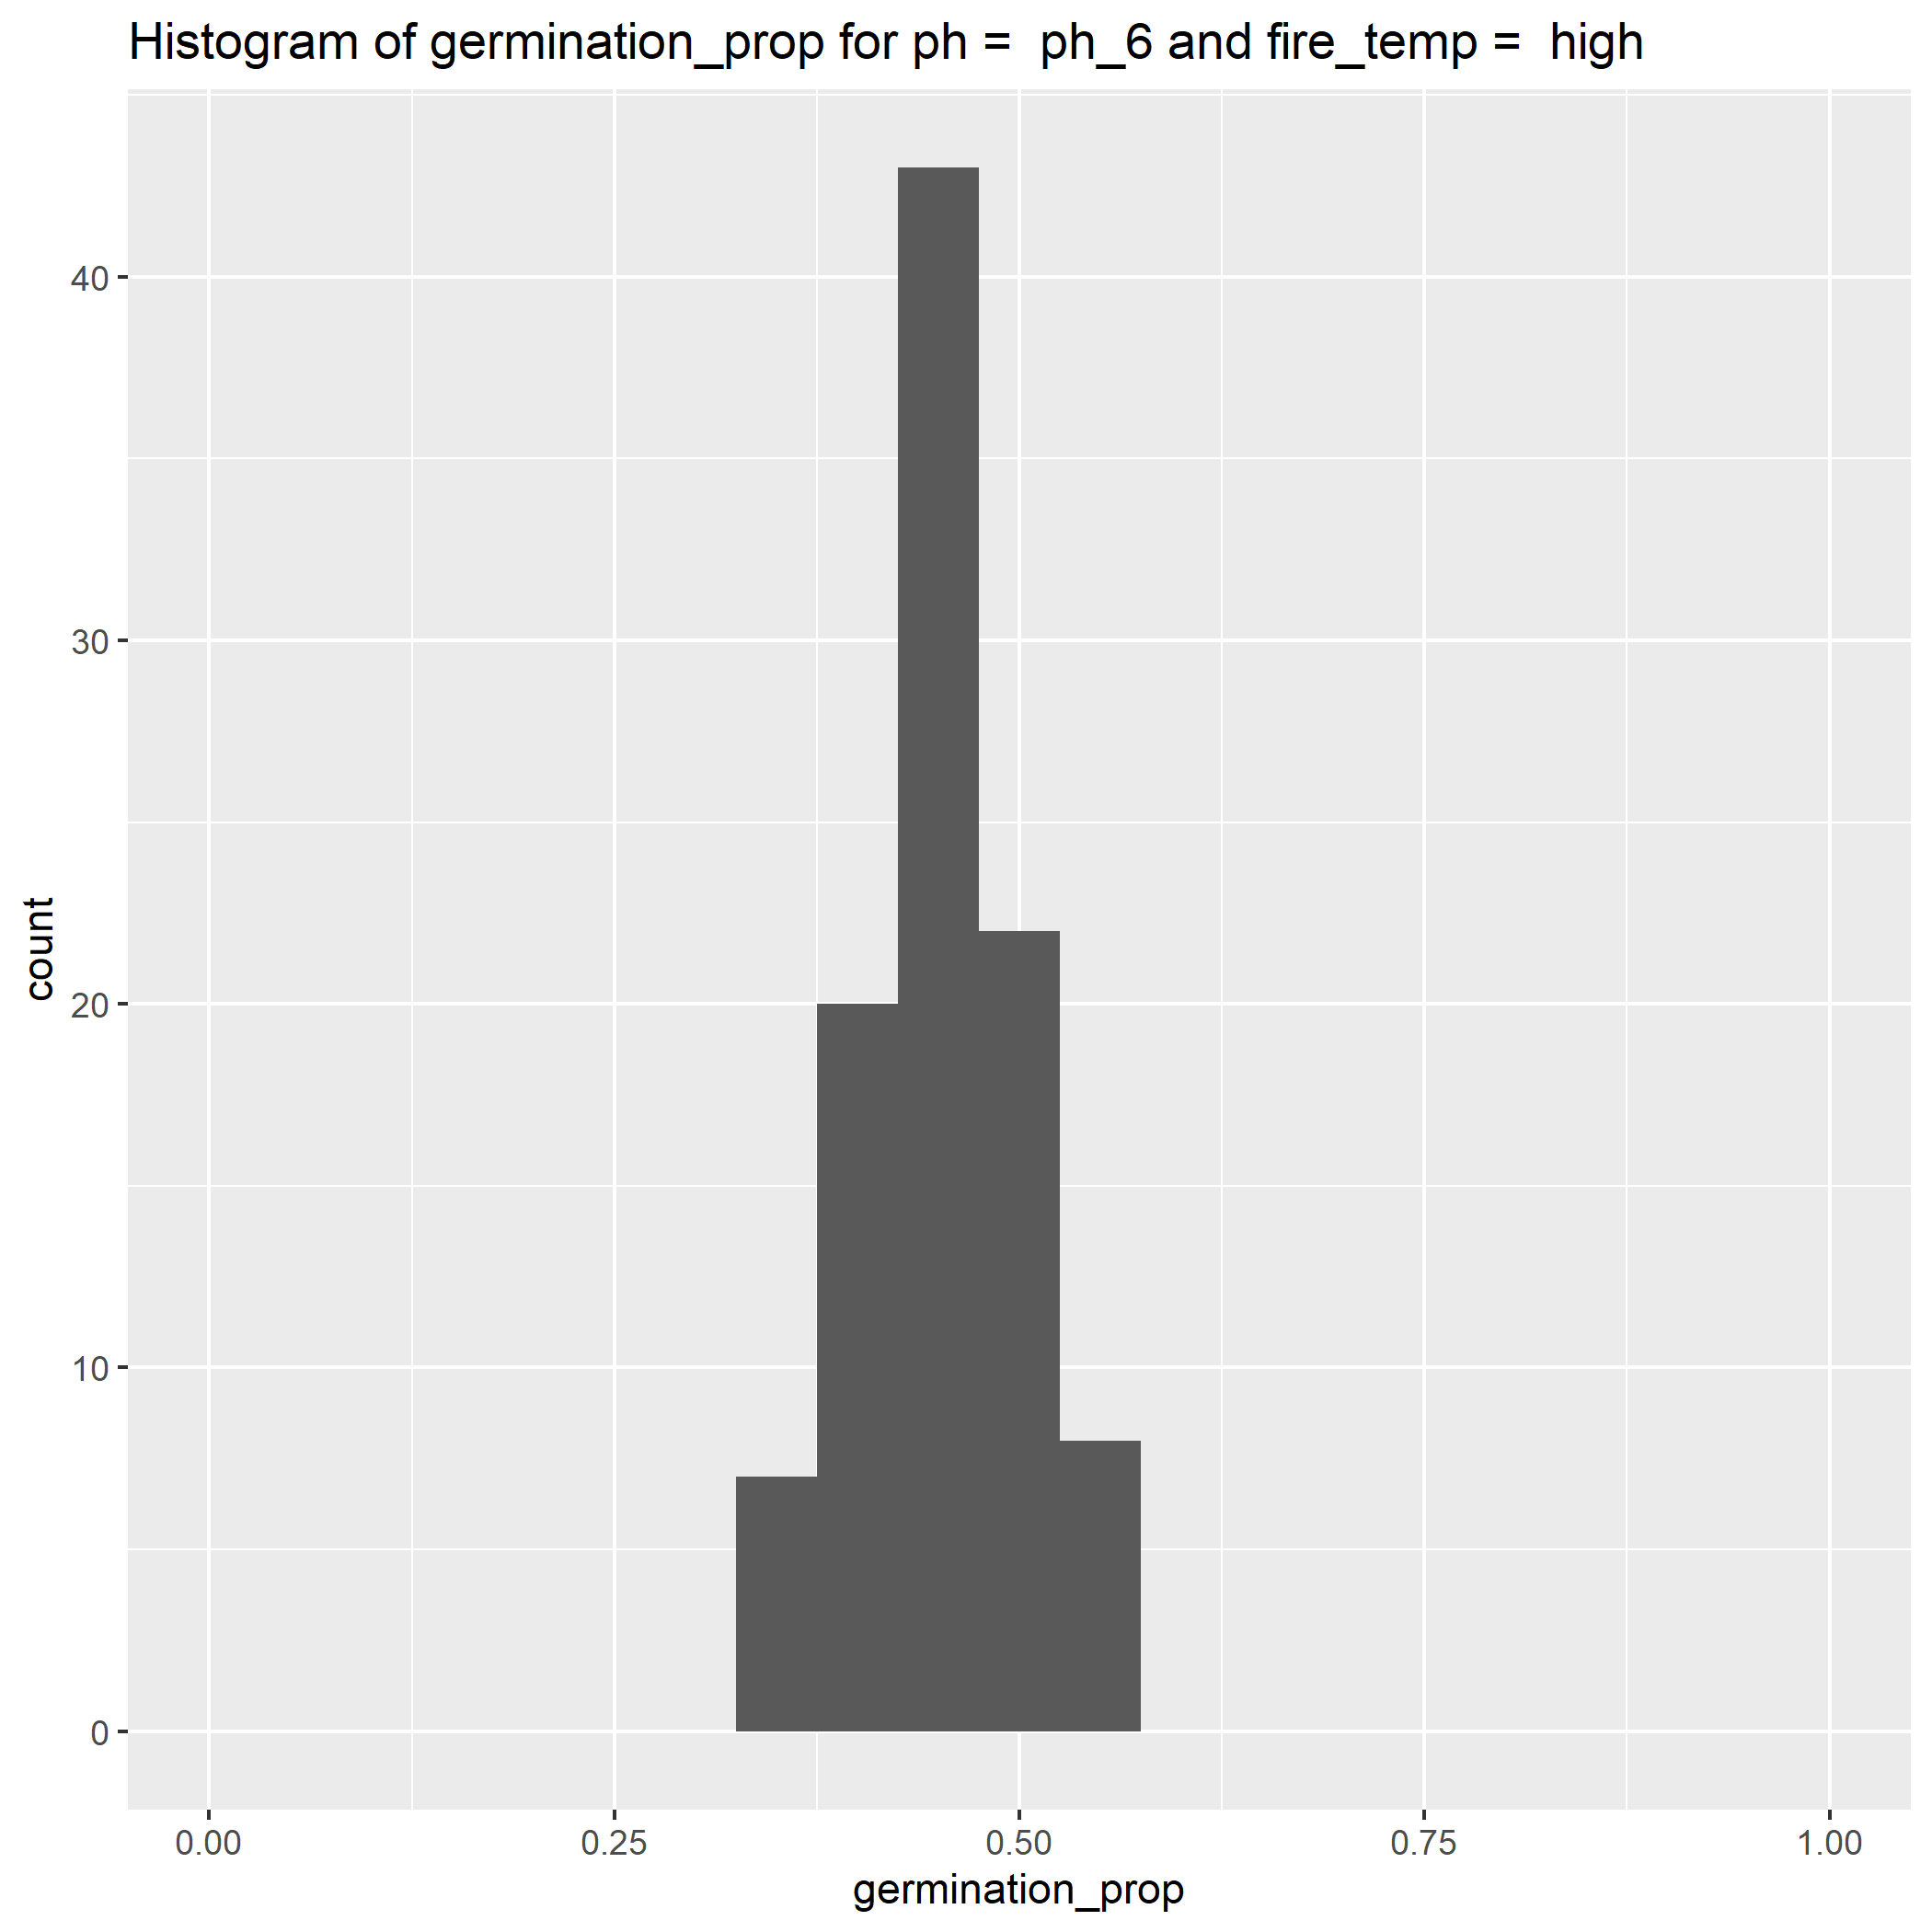 Histogram of germination_prop for ph =  ph_6 and fire_temp =  high
40
30
20
10
0
count
0.00 0.25 0.50 0.75 1.00
germination_prop